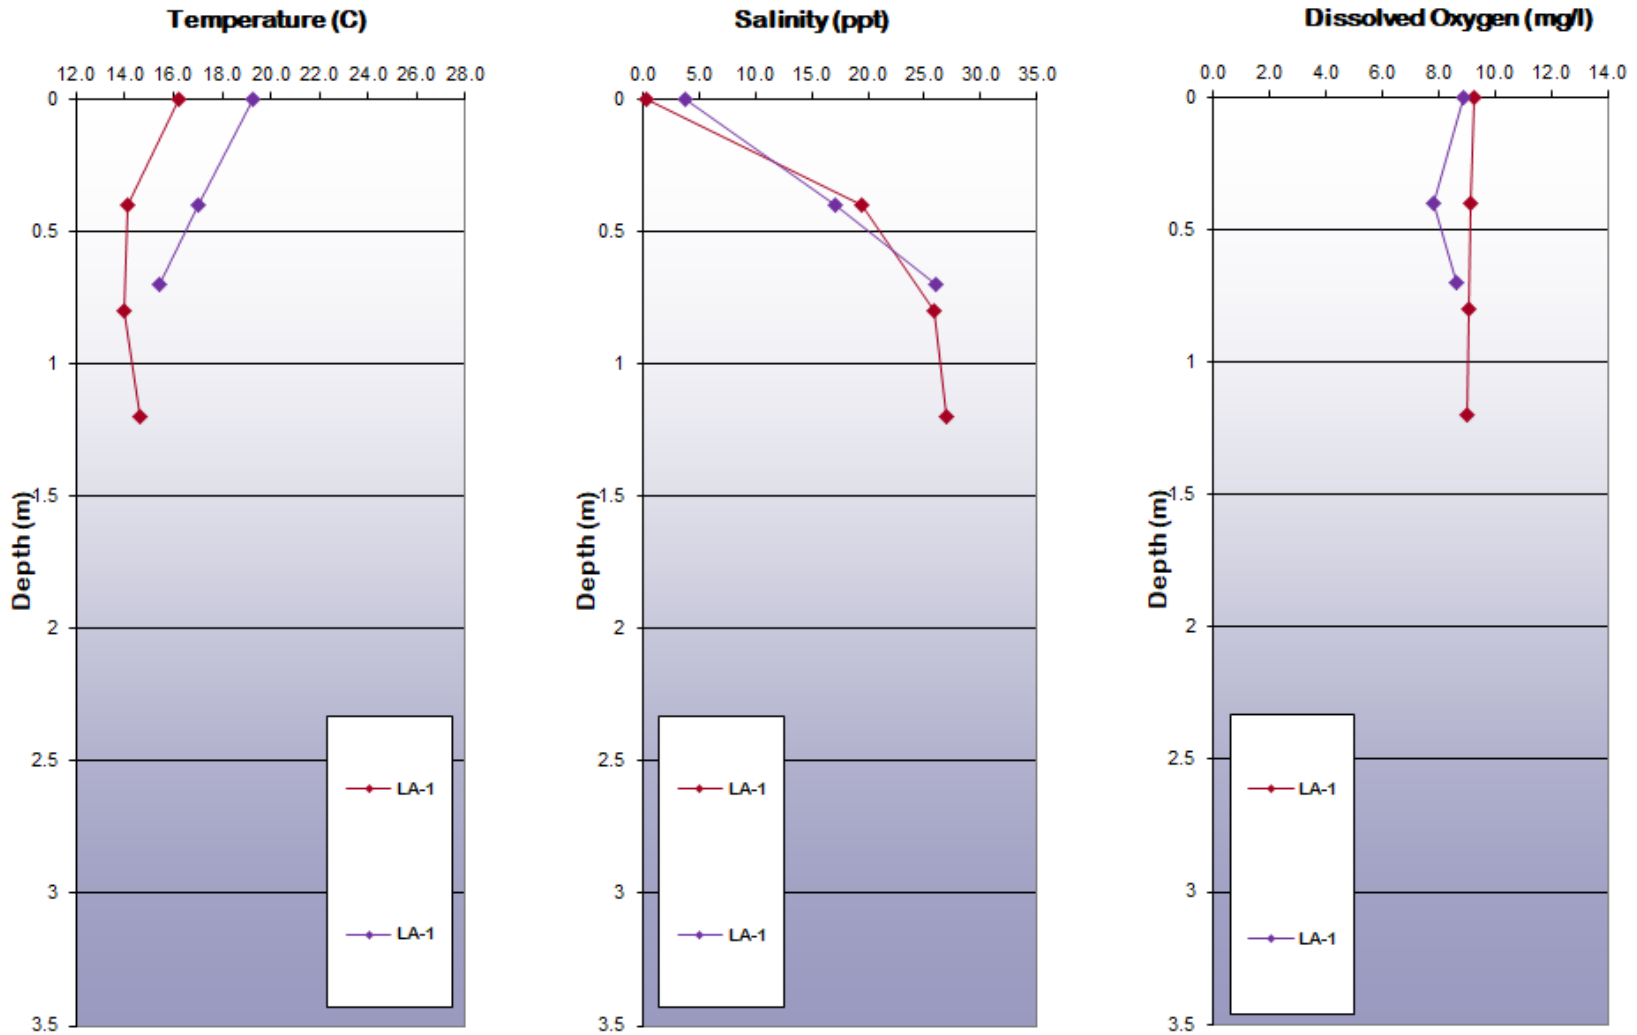 Temperature (C)
12.0 14.0 16.0 18.0 20.0 22.0 24.0 26.0 28.0
0
0.5
1
1.5
2
2.5
3
3.5
Depth (m)
LA-1
LA-1
Salinity (ppt)
0.0 5.0 10.0 15.0 20.0 25.0 30.0 35.0
0
0.5
1
1.5
2
2.5
3
3.5
Depth (m)
LA-1
LA-1
Dissolved Oxygen (mg/l)
0.0 2.0 4.0 6.0 8.0 10.0 12.0 14.0
0
0.5
1
1.5
2
2.5
3
3.5
Depth (m)
LA-1
LA-1